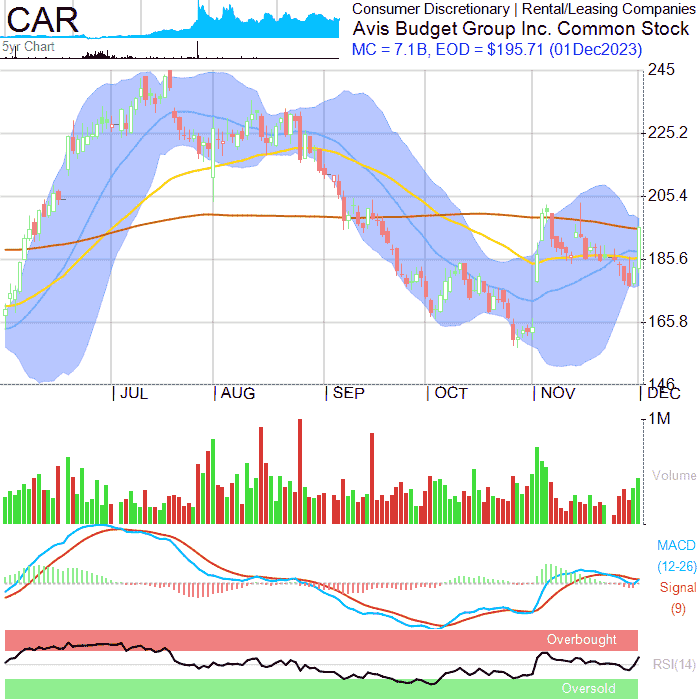 CAR
Consumer Discretionary | Rental/Leasing Companies
Avis Budget Group Inc. Common Stock
MC = 7.1B, EOD = $195.71 (01Dec2023)
5yr Chart
245
225.2
205.4
185.6
165.8
146
JUL
AUG
SEP
OCT
NOV
DEC
1M
Volume
MACD
(12-26)
Signal
(9)
Overbought
RSI(14)
Oversold